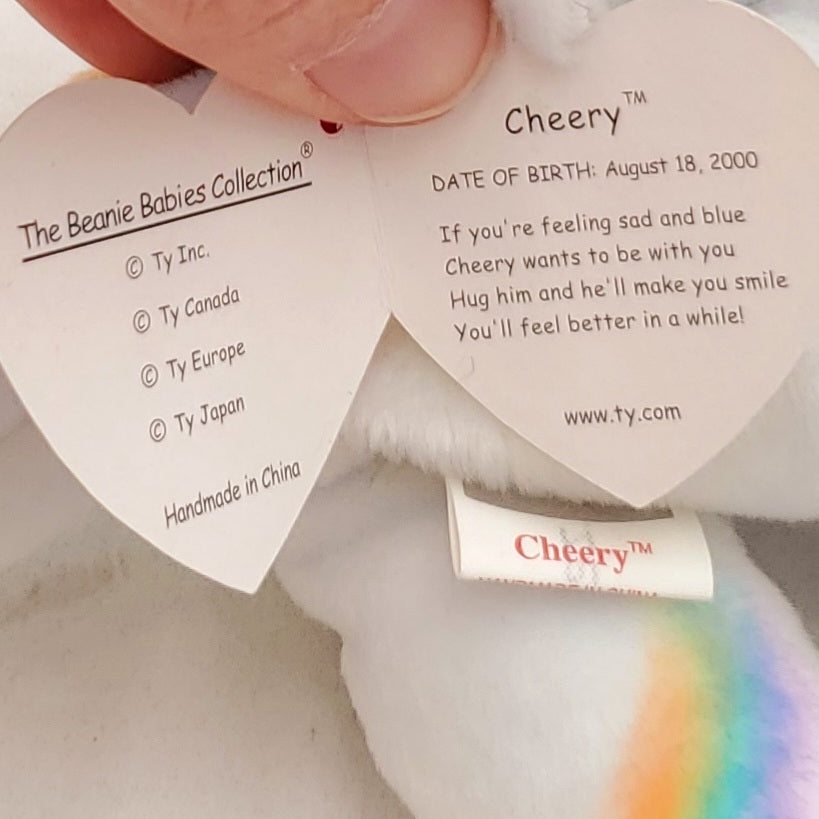 The Beanie Babies Collection®
© Ty Inc.
© Ty Canada
© Ty Europe
© Ty Japan
Handmade in China
Cheery™
DATE OF BIRTH: August 18, 2000
If you're feeling sad and blue
Cheery wants to be with you
Hug him and he'll make you smile
You'll feel better in a while!
www.ty.com
Cheery™